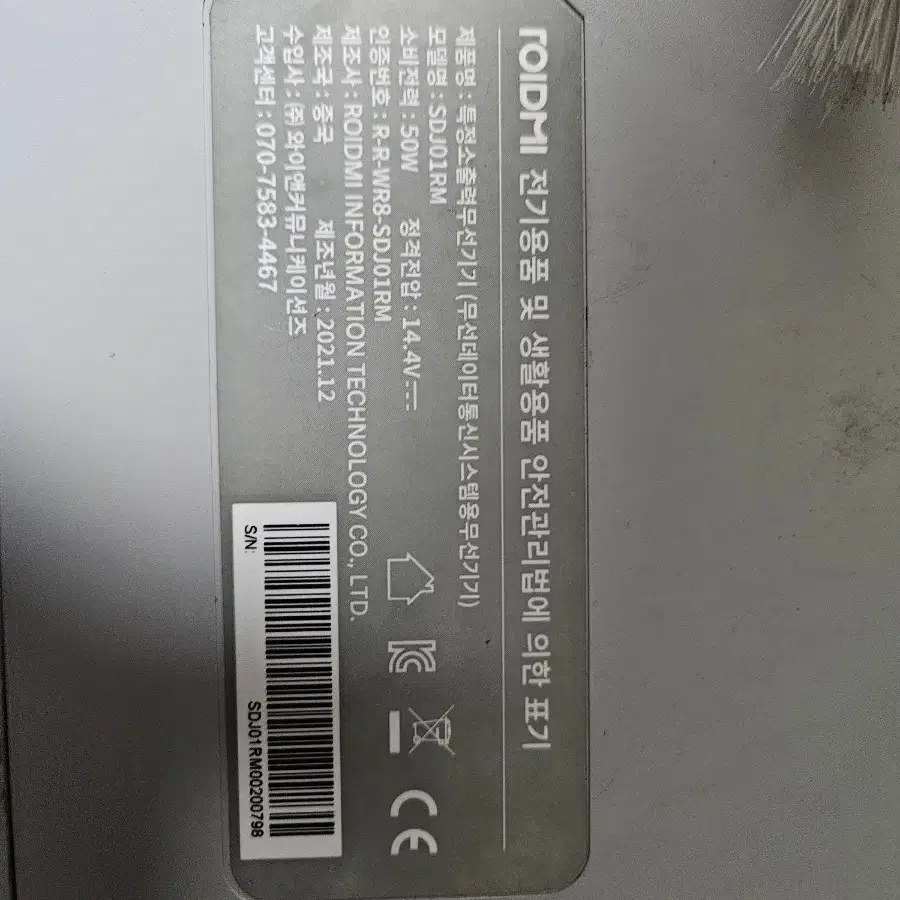 ROIDMI 전기용품 및 생활용품 안전관리법에 의한 표기
제품명 : 특정소출력무선기기 (무선데이터통신시스템용무선기기)
모델명 : SDJ01RM
소비전력 : 50W 정격전압 : 14.4V⎓
인증번호 : R-R-WR8-SDJ01RM
제조사 : ROIDMI INFORMATION TECHNOLOGY CO., LTD.
제조국 : 중국 제조년월 : 2021.12
수입사 : (주) 와이앤커뮤니케이션즈
고객센터 : 070-7583-4467
CE
S/N: SDJ01RM00200798